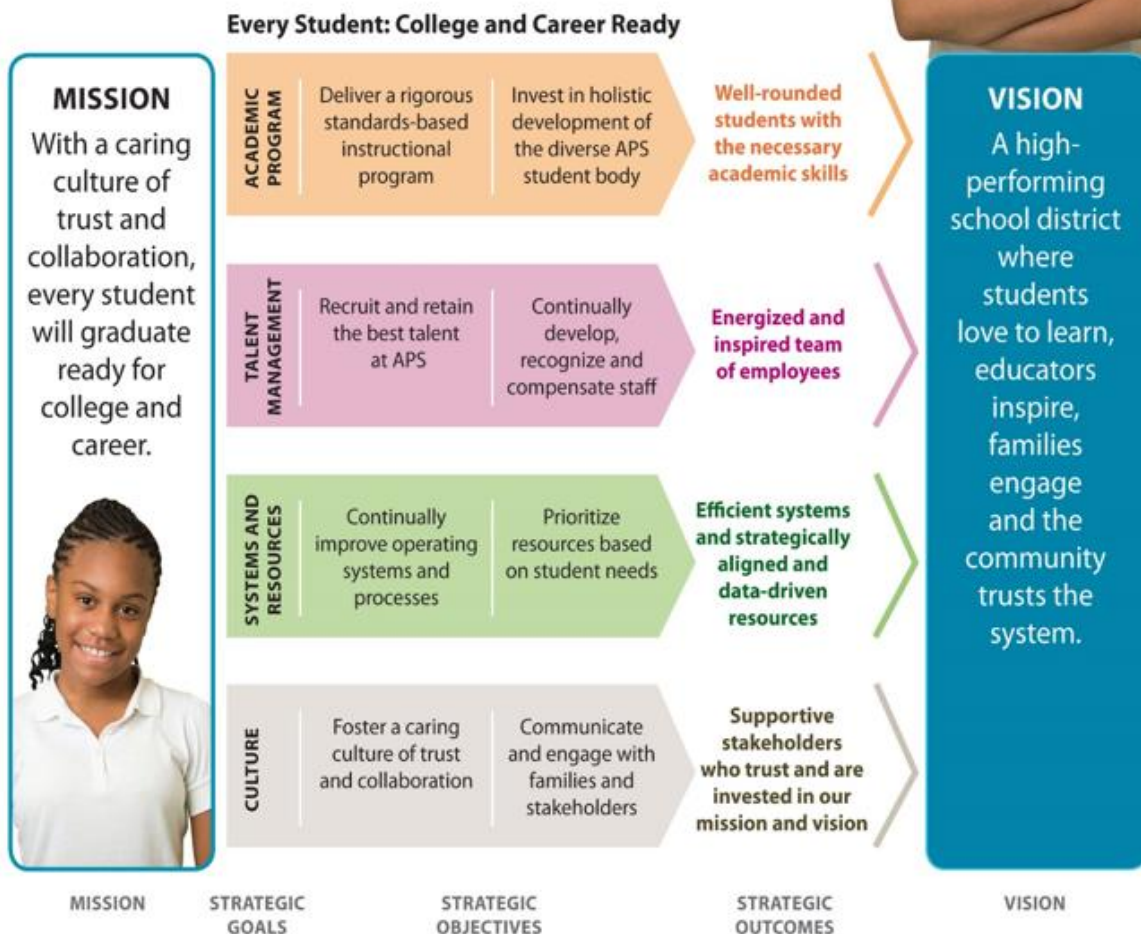 Every Student: College and Career Ready
MISSION
With a caring
culture of
trust and
collaboration,
every student
will graduate
ready for
college and
career.
ACADEMIC
PROGRAM
Deliver a rigorous
standards-based
instructional
program
Invest in holistic
development of
the diverse APS
student body
Well-rounded
students with
the necessary
academic skills
TALENT
MANAGEMENT
Recruit and retain
the best talent
at APS
Continually
develop,
recognize and
compensate staff
Energized and
inspired team
of employees
SYSTEMS AND
RESOURCES
Continually
improve operating
systems and
processes
Prioritize
resources based
on student needs
Efficient systems
and strategically
aligned and
data-driven
resources
CULTURE
Foster a caring
culture of trust
and collaboration
Communicate
and engage with
families and
stakeholders
Supportive
stakeholders
who trust and are
invested in our
mission and vision
VISION
A high-
performing
school district
where
students
love to learn,
educators
inspire,
families
engage
and the
community
trusts the
system.
MISSION
STRATEGIC
GOALS
STRATEGIC
OBJECTIVES
STRATEGIC
OUTCOMES
VISION